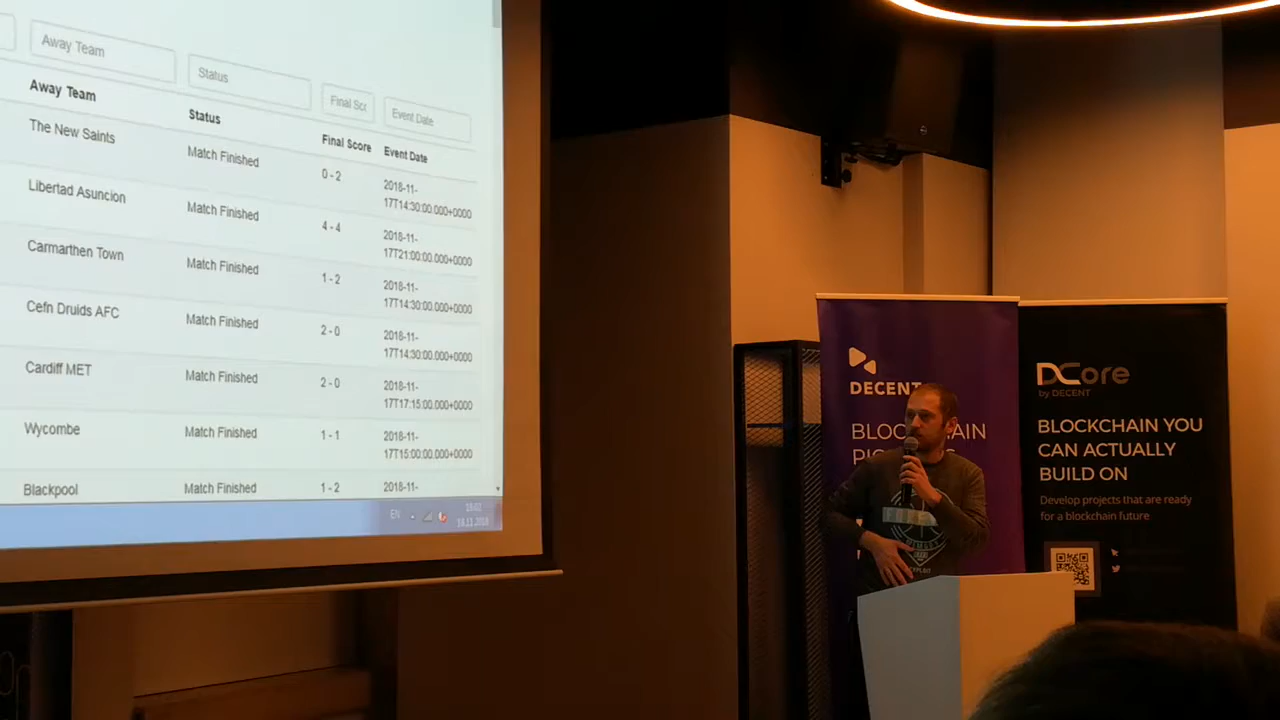 Away Team
Status
Final Scr
Event Date
Away Team
Status
Final Score
Event Date
The New Saints
Match Finished
0 - 2
2018-11-
17T14:30:00.000+0000
Libertad Asuncion
Match Finished
4 - 4
2018-11-
17T21:00:00.000+0000
Carmarthen Town
Match Finished
1 - 2
2018-11-
17T14:30:00.000+0000
Cefn Druids AFC
Match Finished
2 - 0
2018-11-
17T14:30:00.000+0000
Cardiff MET
Match Finished
2 - 0
2018-11-
17T17:15:00.000+0000
Wycombe
Match Finished
1 - 1
2018-11-
17T15:00:00.000+0000
Blackpool
Match Finished
1 - 2
2018-11-
EN
18.11.2018
DECENT
DCore
by DECENT
BLOCKCHAIN YOU
CAN ACTUALLY
BUILD ON
Develop projects that are ready
for a blockchain future